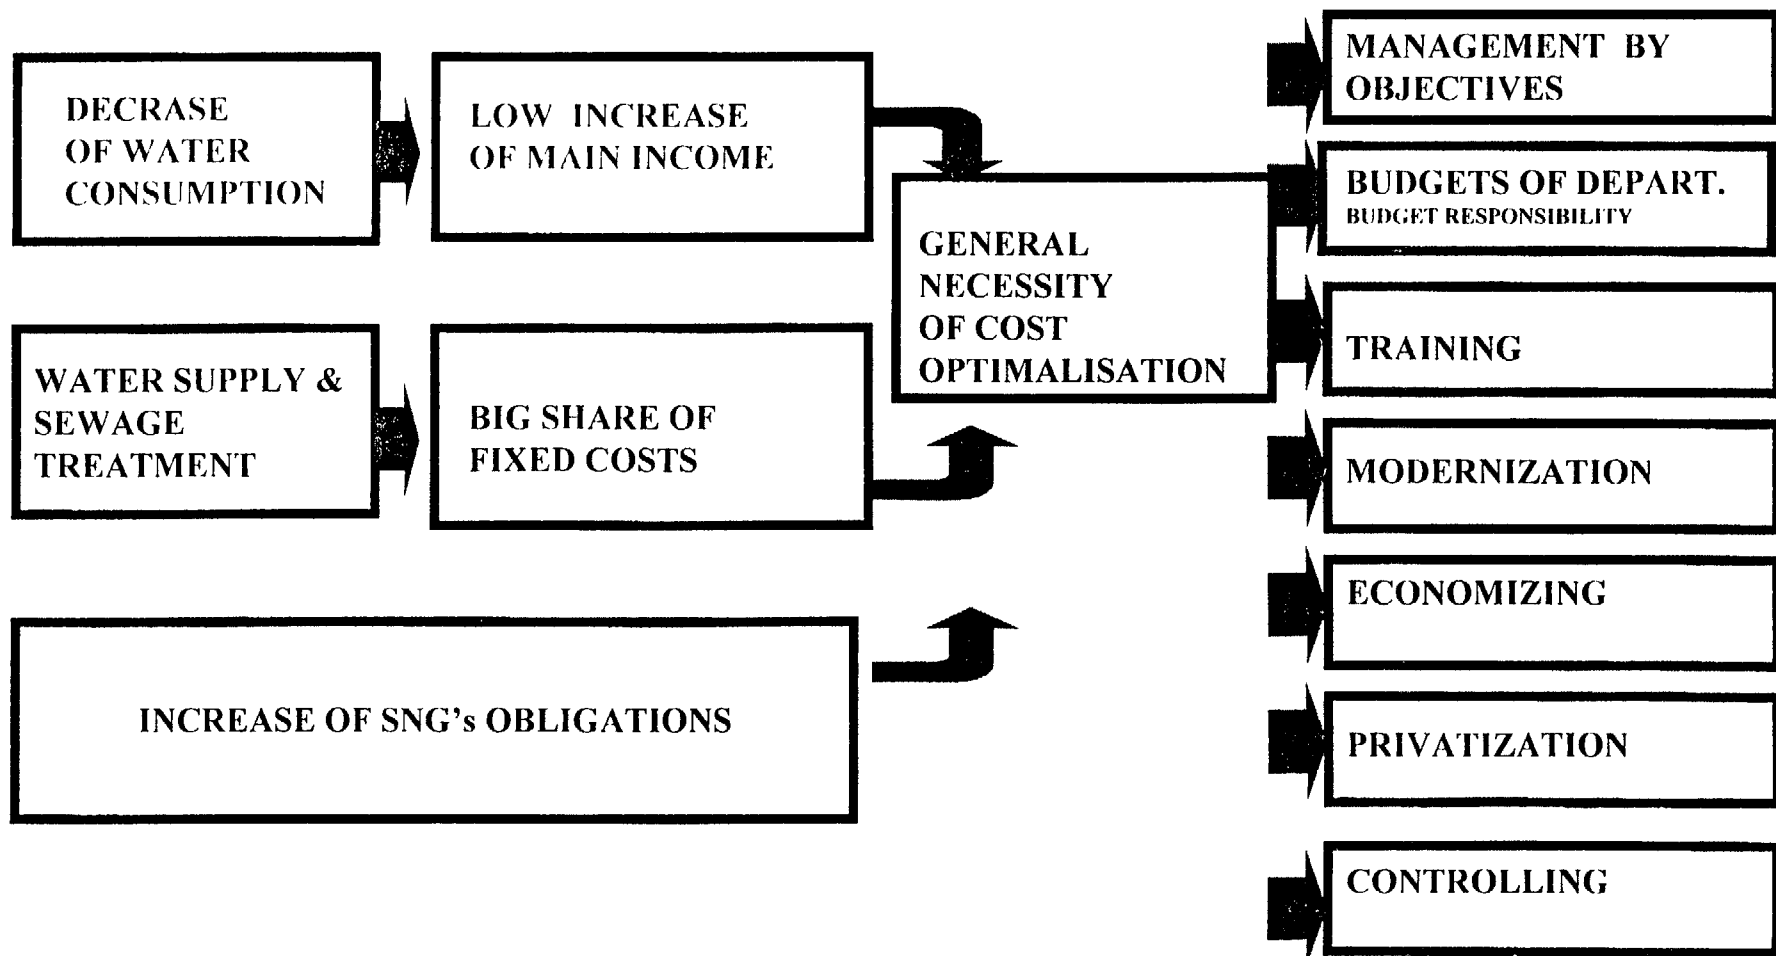 DECRASE
OF WATER
CONSUMPTION
LOW INCREASE
OF MAIN INCOME
WATER SUPPLY &
SEWAGE
TREATMENT
BIG SHARE OF
FIXED COSTS
INCREASE OF SNG's OBLIGATIONS
GENERAL
NECESSITY
OF COST
OPTIMALISATION
MANAGEMENT BY
OBJECTIVES
BUDGETS OF DEPART.
BUDGET RESPONSIBILITY
TRAINING
MODERNIZATION
ECONOMIZING
PRIVATIZATION
CONTROLLING